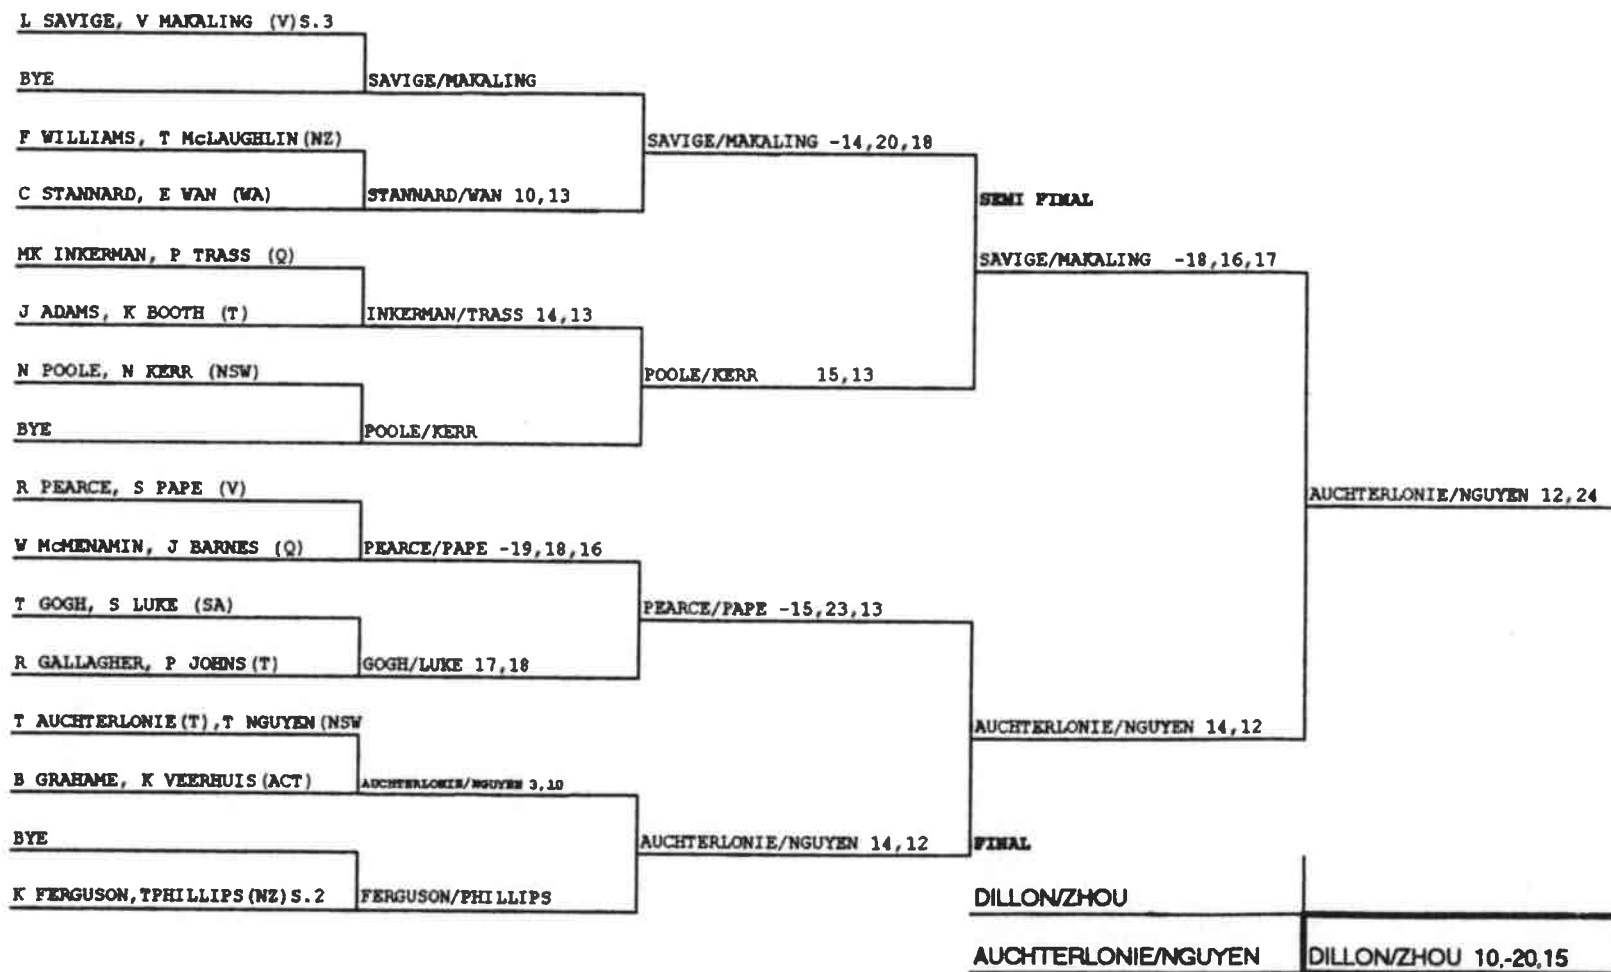 L SAVIGE, V MAKALING (V)S.3
BYE
SAVIGE/MAKALING
F WILLIAMS, T McLAUGHLIN(NZ)
SAVIGE/MAKALING -14,20,18
C STANNARD, E WAN (WA)
STANNARD/WAN 10,13
SEMI FINAL
MK INKERMAN, P TRASS (Q)
SAVIGE/MAKALING -18,16,17
J ADAMS, K BOOTH (T)
INKERMAN/TRASS 14,13
N POOLE, N KERR (NSW)
POOLE/KERR 15,13
BYE
POOLE/KERR
R PEARCE, S PAPE (V)
AUCHTERLONIE/NGUYEN 12,24
W McMENAMIN, J BARNES (Q)
PEARCE/PAPE -19,18,16
T GOGH, S LUKE (SA)
PEARCE/PAPE -15,23,13
R GALLAGHER, P JOHNS(T)
GOGH/LUKE 17,18
T AUCHTERLONIE(T),T NGUYEN(NSW
AUCHTERLONIE/NGUYEN 14,12
B GRAHAME, K VEERHUIS(ACT)
AUCHTERLONIE/NGUYEN 3,10
BYE
AUCHTERLONIE/NGUYEN 14,12
FINAL
K FERGUSON,TPHILLIPS(NZ)S.2
FERGUSON/PHILLIPS
DILLON/ZHOU
AUCHTERLONIE/NGUYEN
DILLON/ZHOU 10,-20,15